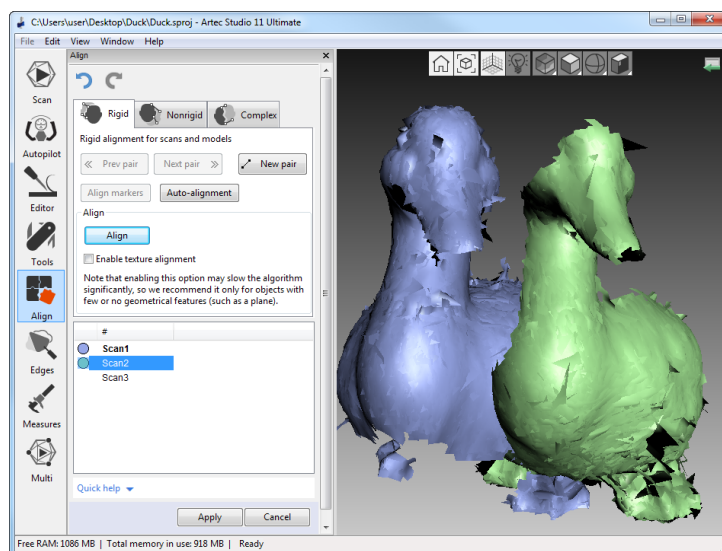 C:\Users\user\Desktop\Duck\Duck.sproj - Artec Studio 11 Ultimate
File Edit View Window Help
Align
Scan
Autopilot
Editor
Tools
Align
Edges
Measures
Multi
Rigid
Nonrigid
Complex
Rigid alignment for scans and models
Prev pair
Next pair
New pair
Align markers
Auto-alignment
Align
Align
Enable texture alignment
Note that enabling this option may slow the algorithm
significantly, so we recommend it only for objects with
few or no geometrical features (such as a plane).
#
Scan1
Scan2
Scan3
Quick help
Apply
Cancel
Free RAM: 1086 MB | Total memory in use: 918 MB | Ready